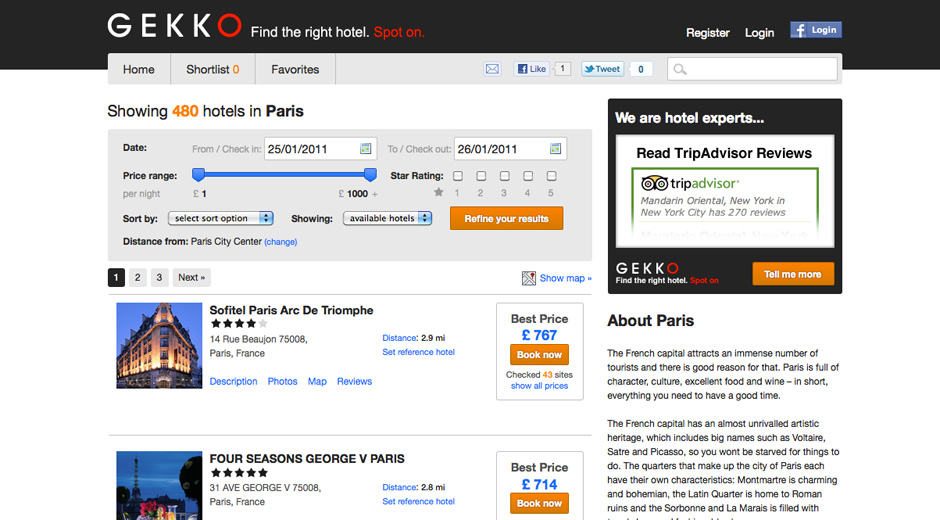 GEKKO Find the right hotel. Spot on.
Register Login Login
Home Shortlist 0 Favorites
Like 1 Tweet 0
Showing 480 hotels in Paris
Date: From / Check in: 25/01/2011 To / Check out: 26/01/2011
Price range: Star Rating:
per night £ 1 £ 1000 + 1 2 3 4 5
Sort by: select sort option Showing: available hotels Refine your results
Distance from: Paris City Center (change)
1 2 3 Next »
Show map »
Sofitel Paris Arc De Triomphe
14 Rue Beaujon 75008,
Paris, France
Distance: 2.9 mi
Set reference hotel
Description Photos Map Reviews
Best Price
£ 767
Book now
Checked 43 sites
show all prices
FOUR SEASONS GEORGE V PARIS
31 AVE GEORGE V 75008,
Paris, France
Distance: 2.8 mi
Set reference hotel
Best Price
£ 714
Book now
We are hotel experts...
Read TripAdvisor Reviews
tripadvisor
Mandarin Oriental, New York in
New York City has 270 reviews
Mandarin Oriental, New York
GEKKO
Find the right hotel. Spot on
Tell me more
About Paris
The French capital attracts an immense number of
tourists and there is good reason for that. Paris is full of
character, culture, excellent food and wine – in short,
everything you need to have a good time.
The French capital has an almost unrivalled artistic
heritage, which includes big names such as Voltaire,
Satre and Picasso, so you wont be starved for things to
do. The quarters that make up the city of Paris each
have their own characteristics: Montmartre is charming
and bohemian, the Latin Quarter is home to Roman
ruins and the Sorbonne and La Marais is filled with